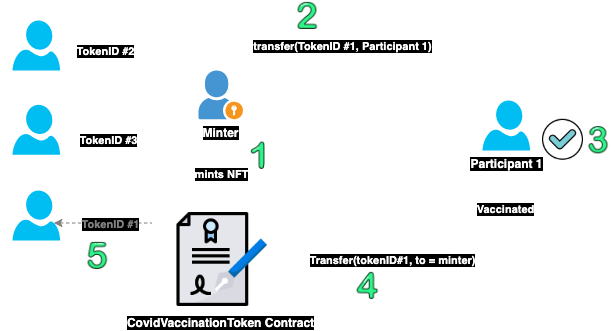 2
transfer(TokenID #1, Participant 1)
TokenID #2
Minter
TokenID #3
1
3
Participant 1
mints NFT
Vaccinated
TokenID #1
5
Transfer(tokenID#1, to = minter)
4
CovidVaccinationToken Contract